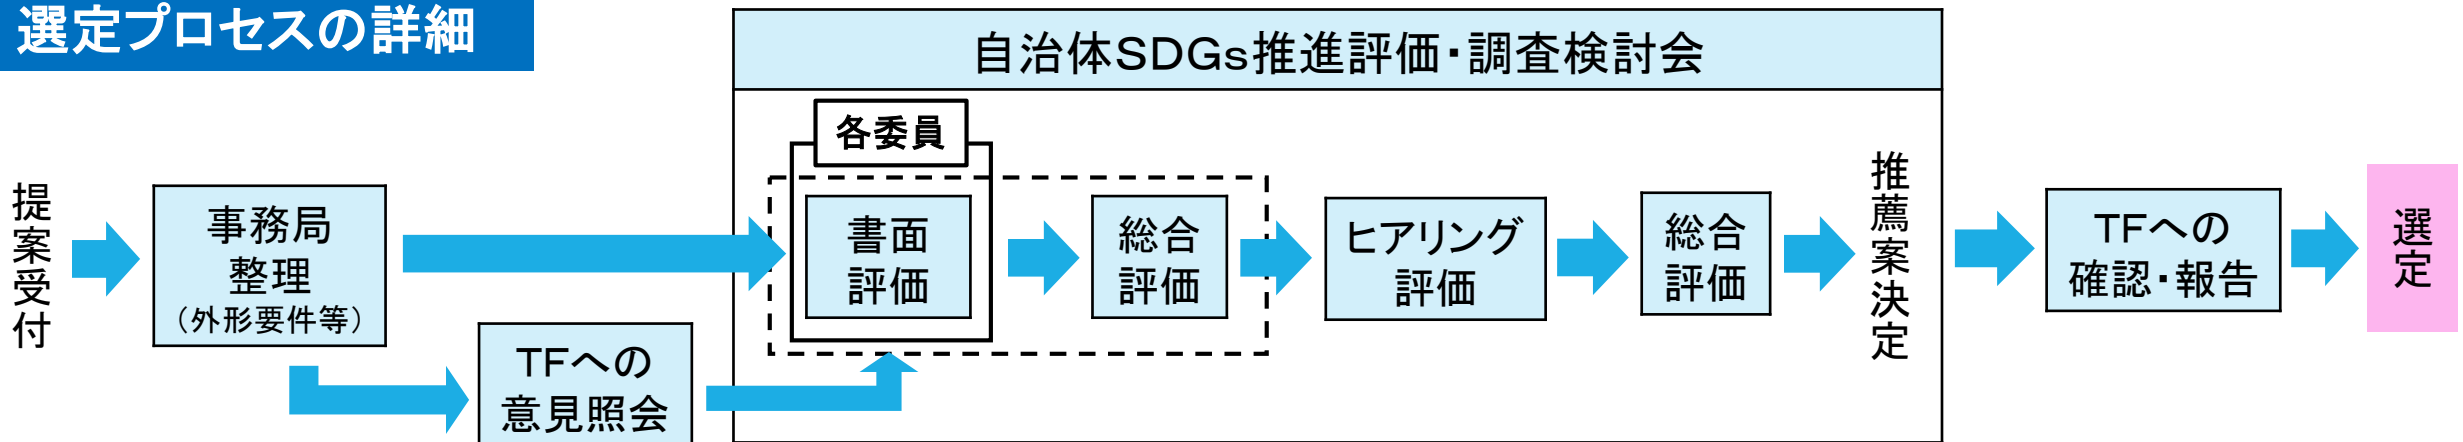 選定プロセスの詳細
自治体SDGs推進評価・調査検討会
提案受付
事務局
整理
（外形要件等）
TFへの
意見照会
各委員
書面
評価
総合
評価
ヒアリング
評価
総合
評価
推薦案決定
TFへの
確認・報告
選定